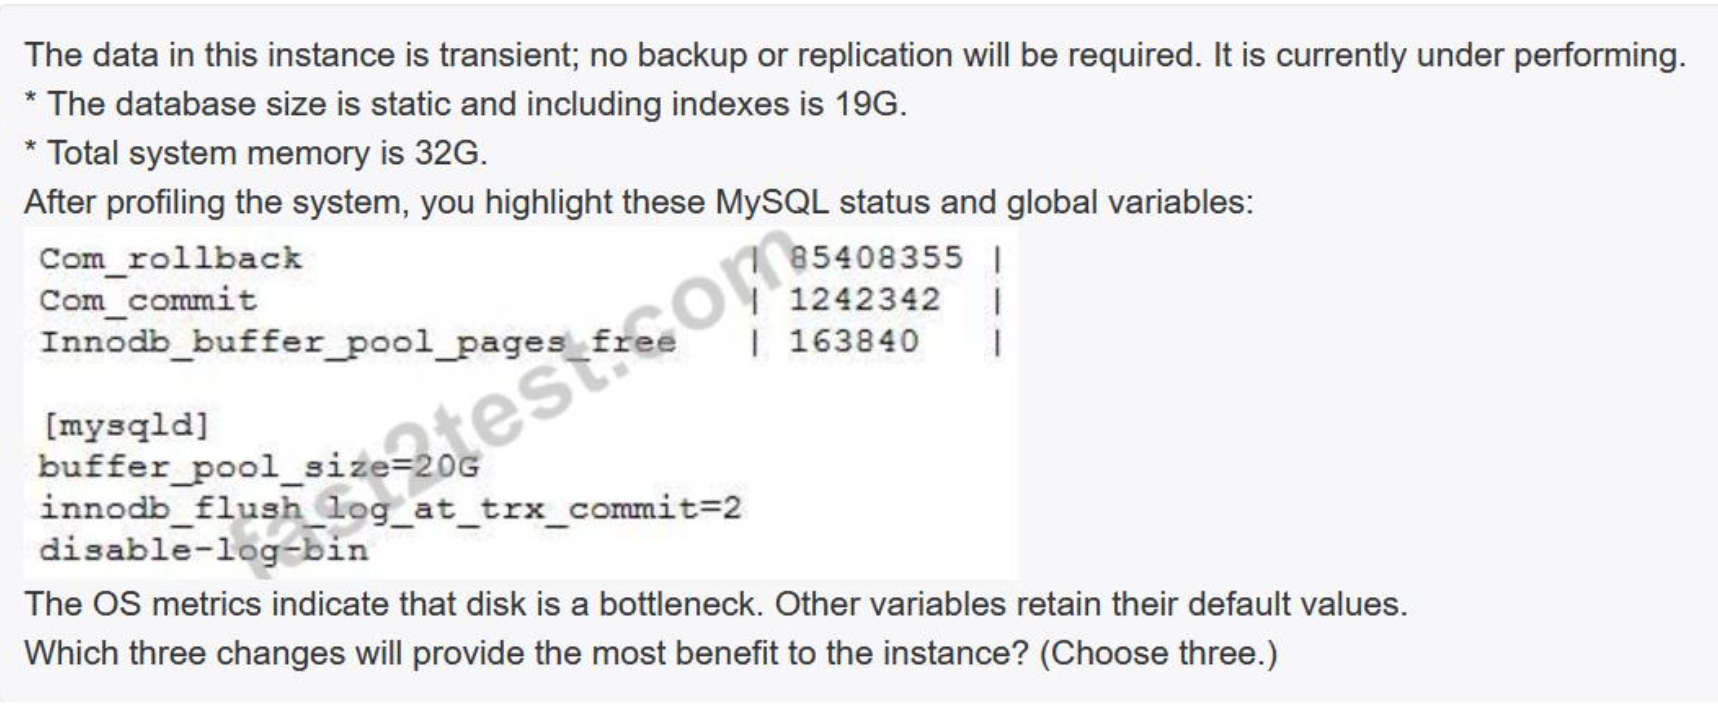 The data in this instance is transient; no backup or replication will be required. It is currently under performing.
* The database size is static and including indexes is 19G.
* Total system memory is 32G.
After profiling the system, you highlight these MySQL status and global variables:
Com_rollback | 85408355 |
Com_commit | 1242342 |
Innodb_buffer_pool_pages_free | 163840 |
[mysqld]
buffer_pool_size=20G
innodb_flush_log_at_trx_commit=2
disable-log-bin
fast2test.com
The OS metrics indicate that disk is a bottleneck. Other variables retain their default values.
Which three changes will provide the most benefit to the instance? (Choose three.)